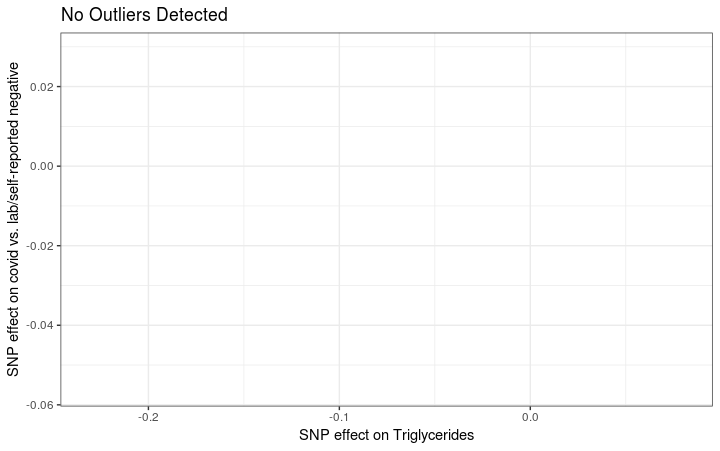 No Outliers Detected
SNP effect on covid vs. lab/self-reported negative
0.02
0.00
-0.02
-0.04
-0.06
-0.2
-0.1
0.0
SNP effect on Triglycerides